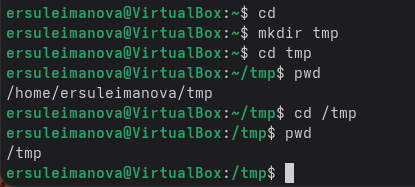 ersuleimanova@VirtualBox:~$ cd
ersuleimanova@VirtualBox:~$ mkdir tmp
ersuleimanova@VirtualBox:~$ cd tmp
ersuleimanova@VirtualBox:~/tmp$ pwd
/home/ersuleimanova/tmp
ersuleimanova@VirtualBox:~/tmp$ cd /tmp
ersuleimanova@VirtualBox:/tmp$ pwd
/tmp
ersuleimanova@VirtualBox:/tmp$